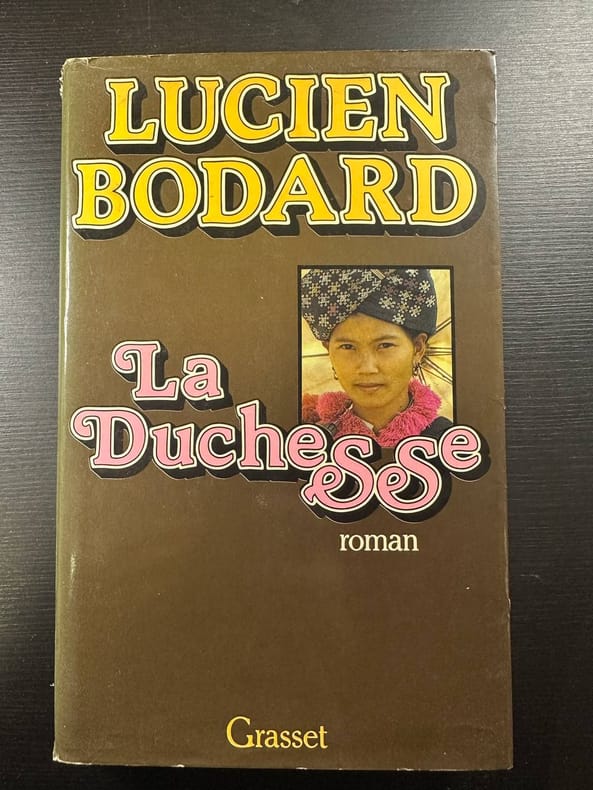 LUCIEN
BODARD
La
Duchesse
roman
Grasset